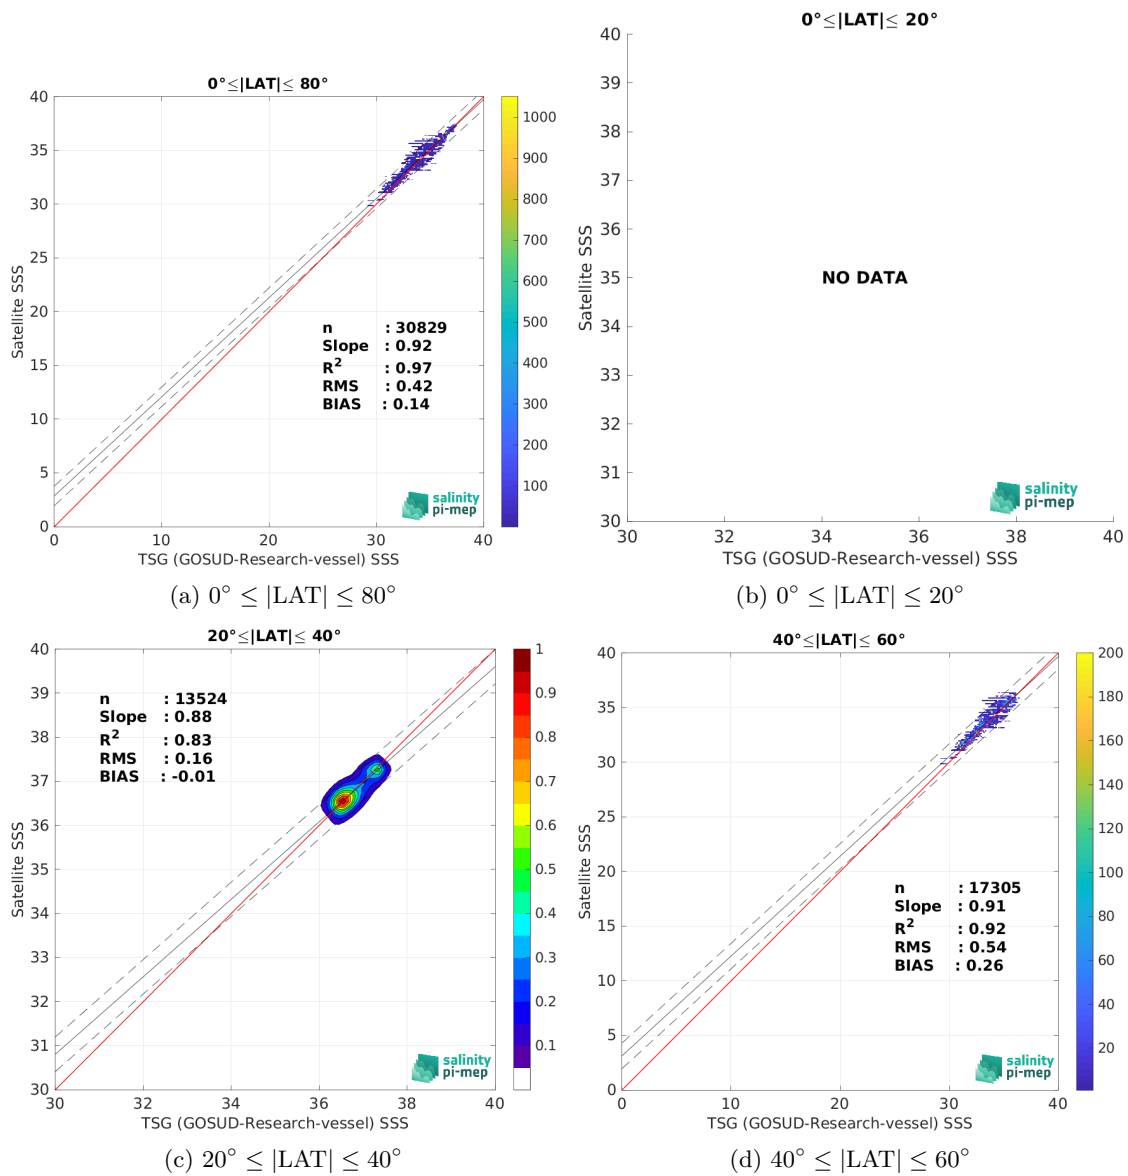 0°≤|LAT|≤ 80°
40
35
30
25
20
15
10
5
0
0
10
20
30
40
Satellite SSS
TSG (GOSUD-Research-vessel) SSS
n : 30829
Slope : 0.92
R² : 0.97
RMS : 0.42
BIAS : 0.14
salinity
pi-mep
1000
900
800
700
600
500
400
300
200
100
(a) 0° ≤ |LAT| ≤ 80°
0°≤|LAT|≤ 20°
40
39
38
37
36
35
34
33
32
31
30
30
32
34
36
38
40
Satellite SSS
TSG (GOSUD-Research-vessel) SSS
NO DATA
salinity
pi-mep
(b) 0° ≤ |LAT| ≤ 20°
20°≤|LAT|≤ 40°
40
39
38
37
36
35
34
33
32
31
30
30
32
34
36
38
40
Satellite SSS
TSG (GOSUD-Research-vessel) SSS
n : 13524
Slope : 0.88
R² : 0.83
RMS : 0.16
BIAS : -0.01
salinity
pi-mep
1
0.9
0.8
0.7
0.6
0.5
0.4
0.3
0.2
0.1
(c) 20° ≤ |LAT| ≤ 40°
40°≤|LAT|≤ 60°
40
35
30
25
20
15
10
5
0
0
10
20
30
40
Satellite SSS
TSG (GOSUD-Research-vessel) SSS
n : 17305
Slope : 0.91
R² : 0.92
RMS : 0.54
BIAS : 0.26
salinity
pi-mep
200
180
160
140
120
100
80
60
40
20
(d) 40° ≤ |LAT| ≤ 60°